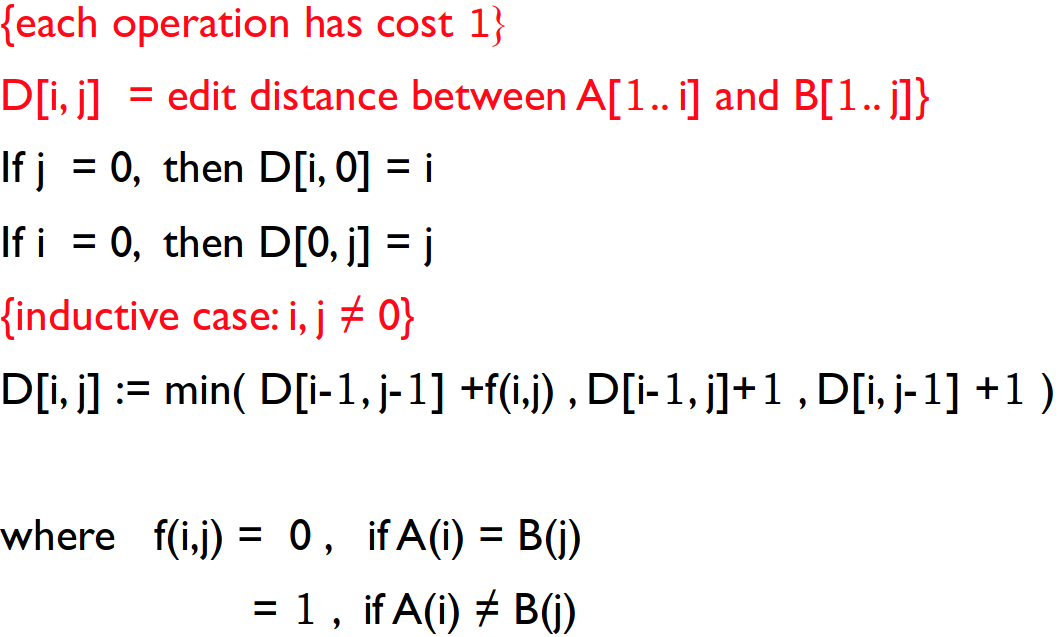 {each operation has cost 1}
D[i, j] = edit distance between A[1.. i] and B[1.. j]}
If j = 0, then D[i, 0] = i
If i = 0, then D[0, j] = j
{inductive case: i, j ≠ 0}
D[i, j] := min( D[i-1, j-1] +f(i,j) , D[i-1, j]+1 , D[i, j-1] +1 )
where f(i,j) = 0 , if A(i) = B(j)
= 1 , if A(i) ≠ B(j)